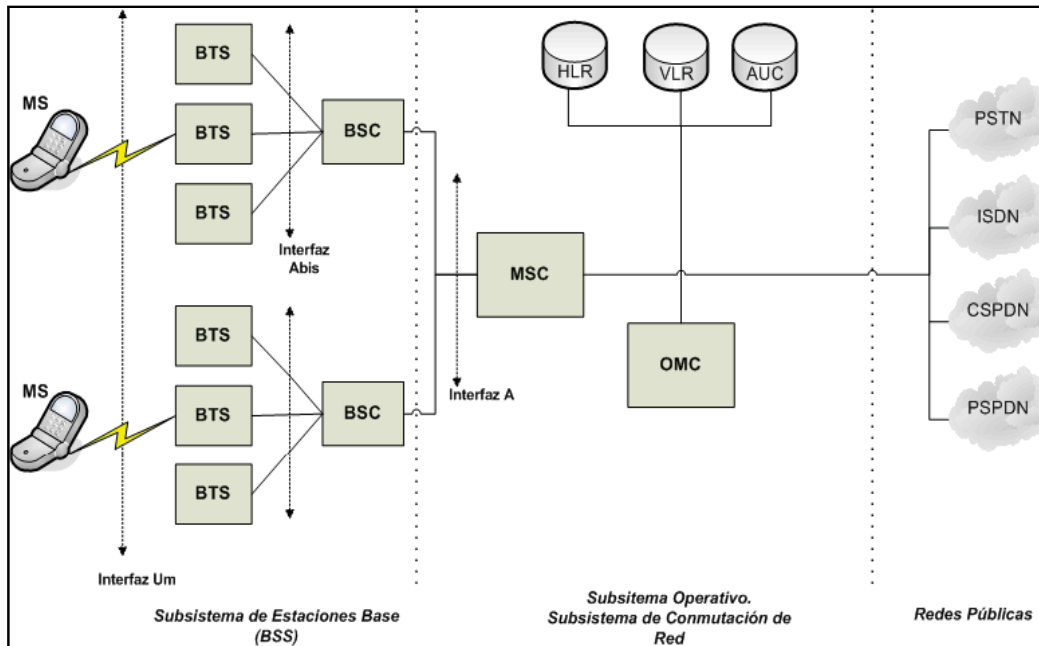 MS
BTS
BTS
BTS
BSC
Interfaz
Abis
HLR
VLR
AUC
PSTN
ISDN
CSPDN
PSPDN
MSC
OMC
Interfaz A
MS
BTS
BTS
BTS
BSC
Interfaz Um
Subsistema de Estaciones Base
(BSS)
Subsitema Operativo.
Subsistema de Conmutación de
Red
Redes Públicas